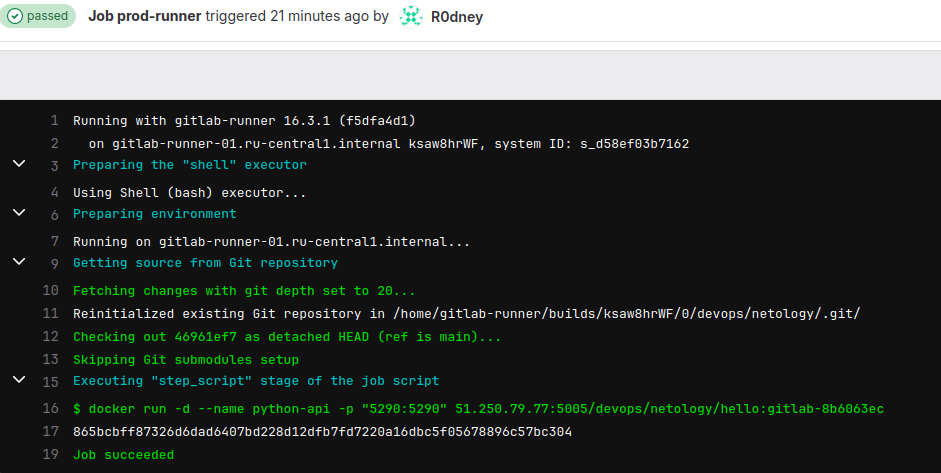 passed Job prod-runner triggered 21 minutes ago by R0dney
1 Running with gitlab-runner 16.3.1 (f5dfa4d1)
2 on gitlab-runner-01.ru-central1.internal ksaw8hrWF, system ID: s_d58ef03b7162
3 Preparing the "shell" executor
4 Using Shell (bash) executor...
6 Preparing environment
7 Running on gitlab-runner-01.ru-central1.internal...
9 Getting source from Git repository
10 Fetching changes with git depth set to 20...
11 Reinitialized existing Git repository in /home/gitlab-runner/builds/ksaw8hrWF/0/devops/netology/.git/
12 Checking out 46961ef7 as detached HEAD (ref is main)...
13 Skipping Git submodules setup
15 Executing "step_script" stage of the job script
16 $ docker run -d --name python-api -p "5290:5290" 51.250.79.77:5005/devops/netology/hello:gitlab-8b6063ec
17 865bcbff87326d6dad6407bd228d12dfb7fd7220a16dbc5f05678896c57bc304
19 Job succeeded